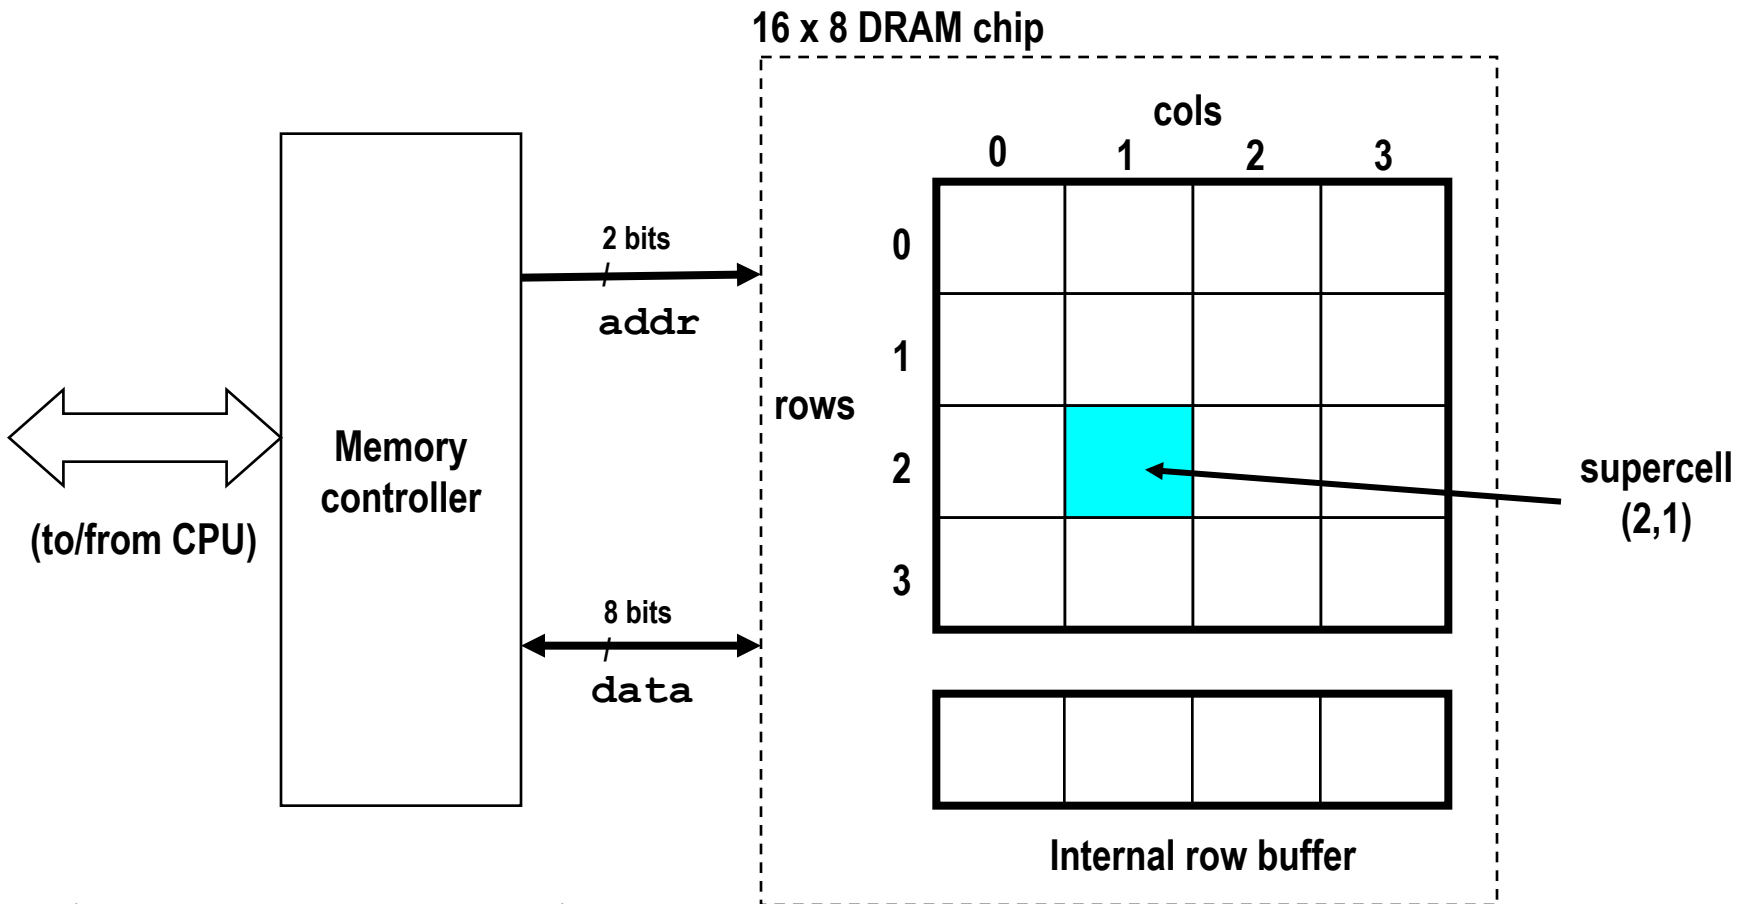 16 x 8 DRAM chip
cols
0 1 2 3
2 bits
addr
0
1
rows
Memory
controller
2
supercell
(2,1)
(to/from CPU)
3
8 bits
data
Internal row buffer